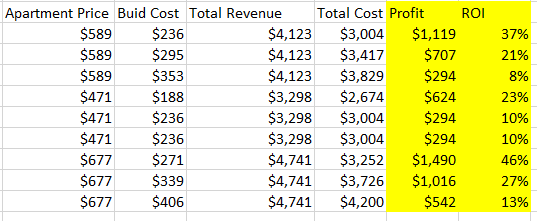 Apartment Price Buid Cost Total Revenue Total Cost Profit ROI
$589 $236 $4,123 $3,004 $1,119 37%
$589 $295 $4,123 $3,417 $707 21%
$589 $353 $4,123 $3,829 $294 8%
$471 $188 $3,298 $2,674 $624 23%
$471 $236 $3,298 $3,004 $294 10%
$471 $236 $3,298 $3,004 $294 10%
$677 $271 $4,741 $3,252 $1,490 46%
$677 $339 $4,741 $3,726 $1,016 27%
$677 $406 $4,741 $4,200 $542 13%